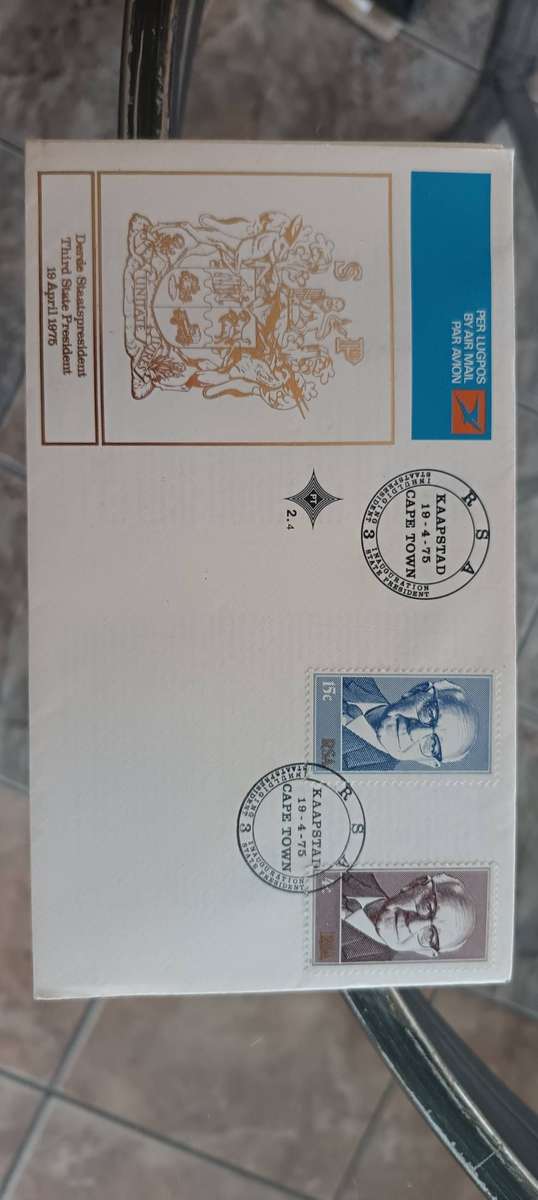 PER LUGPOS
BY AIR MAIL
PAR AVION
S P
UNITATE
Derde Staatspresident
Third State President
19 April 1975
PT
2.4
R S A
KAAPSTAD
19-4-75
CAPE TOWN
3
INHULDIGING
STAATSPRESIDENT
INAUGURATION
STATE PRESIDENT
15c
RSA
R S A
KAAPSTAD
19-4-75
CAPE TOWN
3
INHULDIGING
STAATSPRESIDENT
INAUGURATION
STATE PRESIDENT
RSA